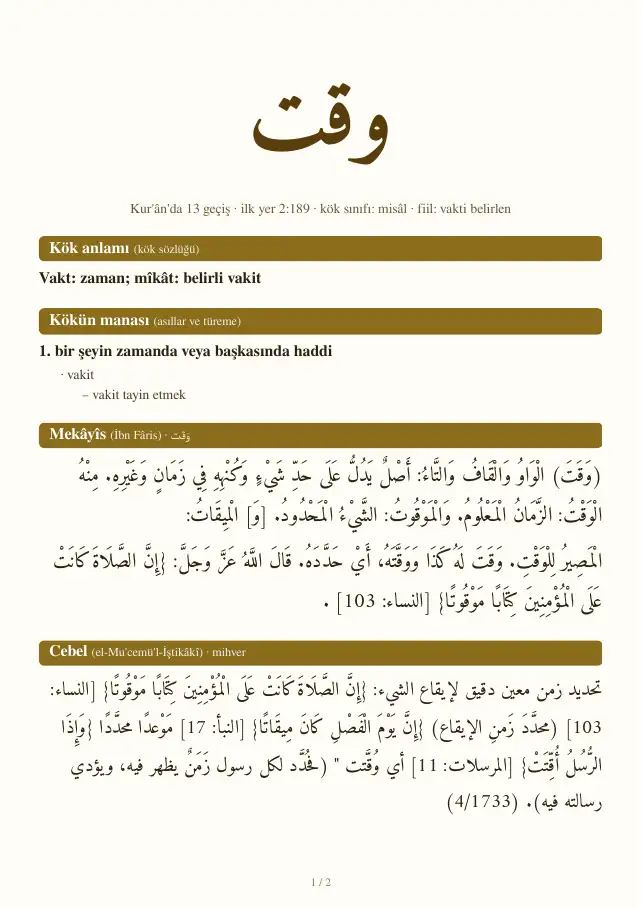 وقت
Kur'ân'da 13 geçiş · ilk yer 2:189 · kök sınıfı: misâl · fiil: vakti belirlen
Kök anlamı (kök sözlüğü)
Vakt: zaman; mîkât: belirli vakit
Kökün manası (asıllar ve türeme)
1. bir şeyin zamanda veya başkasında haddi
· vakit
– vakit tayin etmek
Mekâyîs (İbn Fâris) · وَقَتَ
(وَقَتَ) الْوَاوُ وَالْقَافُ وَالتَّاءُ: أَصْلٌ يَدُلُّ عَلَى حَدِّ شَيْءٍ وَكُنْهِهِ فِي زَمَانٍ وَغَيْرِهِ. مِنْهُ
الْوَقْتُ: الزَّمَانُ الْمَعْلُومُ. وَالْمَوْقُوتُ: الشَّيْءُ الْمَحْدُودُ. [وَ] الْمِيقَاتُ:
الْمَصِيرُ لِلْوَقْتِ. وَقَتَ لَهُ كَذَا وَوَقَّتَهُ، أَيْ حَدَّدَهُ. قَالَ اللَّهُ عَزَّ وَجَلَّ: {إِنَّ الصَّلَاةَ كَانَتْ
عَلَى الْمُؤْمِنِينَ كِتَابًا مَوْقُوتًا} [النساء: 103] .
Cebel (el-Mu'cemü'l-İştikâkî) · mihver
تحديد زمن معين دقيق لإيقاع الشيء: {إِنَّ الصَّلَاةَ كَانَتْ عَلَى الْمُؤْمِنِينَ كِتَابًا مَوْقُوتًا} [النساء:
103] (محدَّدَ زَمنِ الإيقاع) {إِنَّ يَوْمَ الْفَصْلِ كَانَ مِيقَاتًا} [النبأ: 17] مَوْعدًا محدَّدًا {وَإِذَا
الرُّسُلُ أُقِّتَتْ} [المرسلات: 11] أي وُقِّتت " (فحُدَّد لكل رسول زَمَنٌ يظهر فيه، ويؤدي
رسالته فيه). (4/1733)
1 / 2